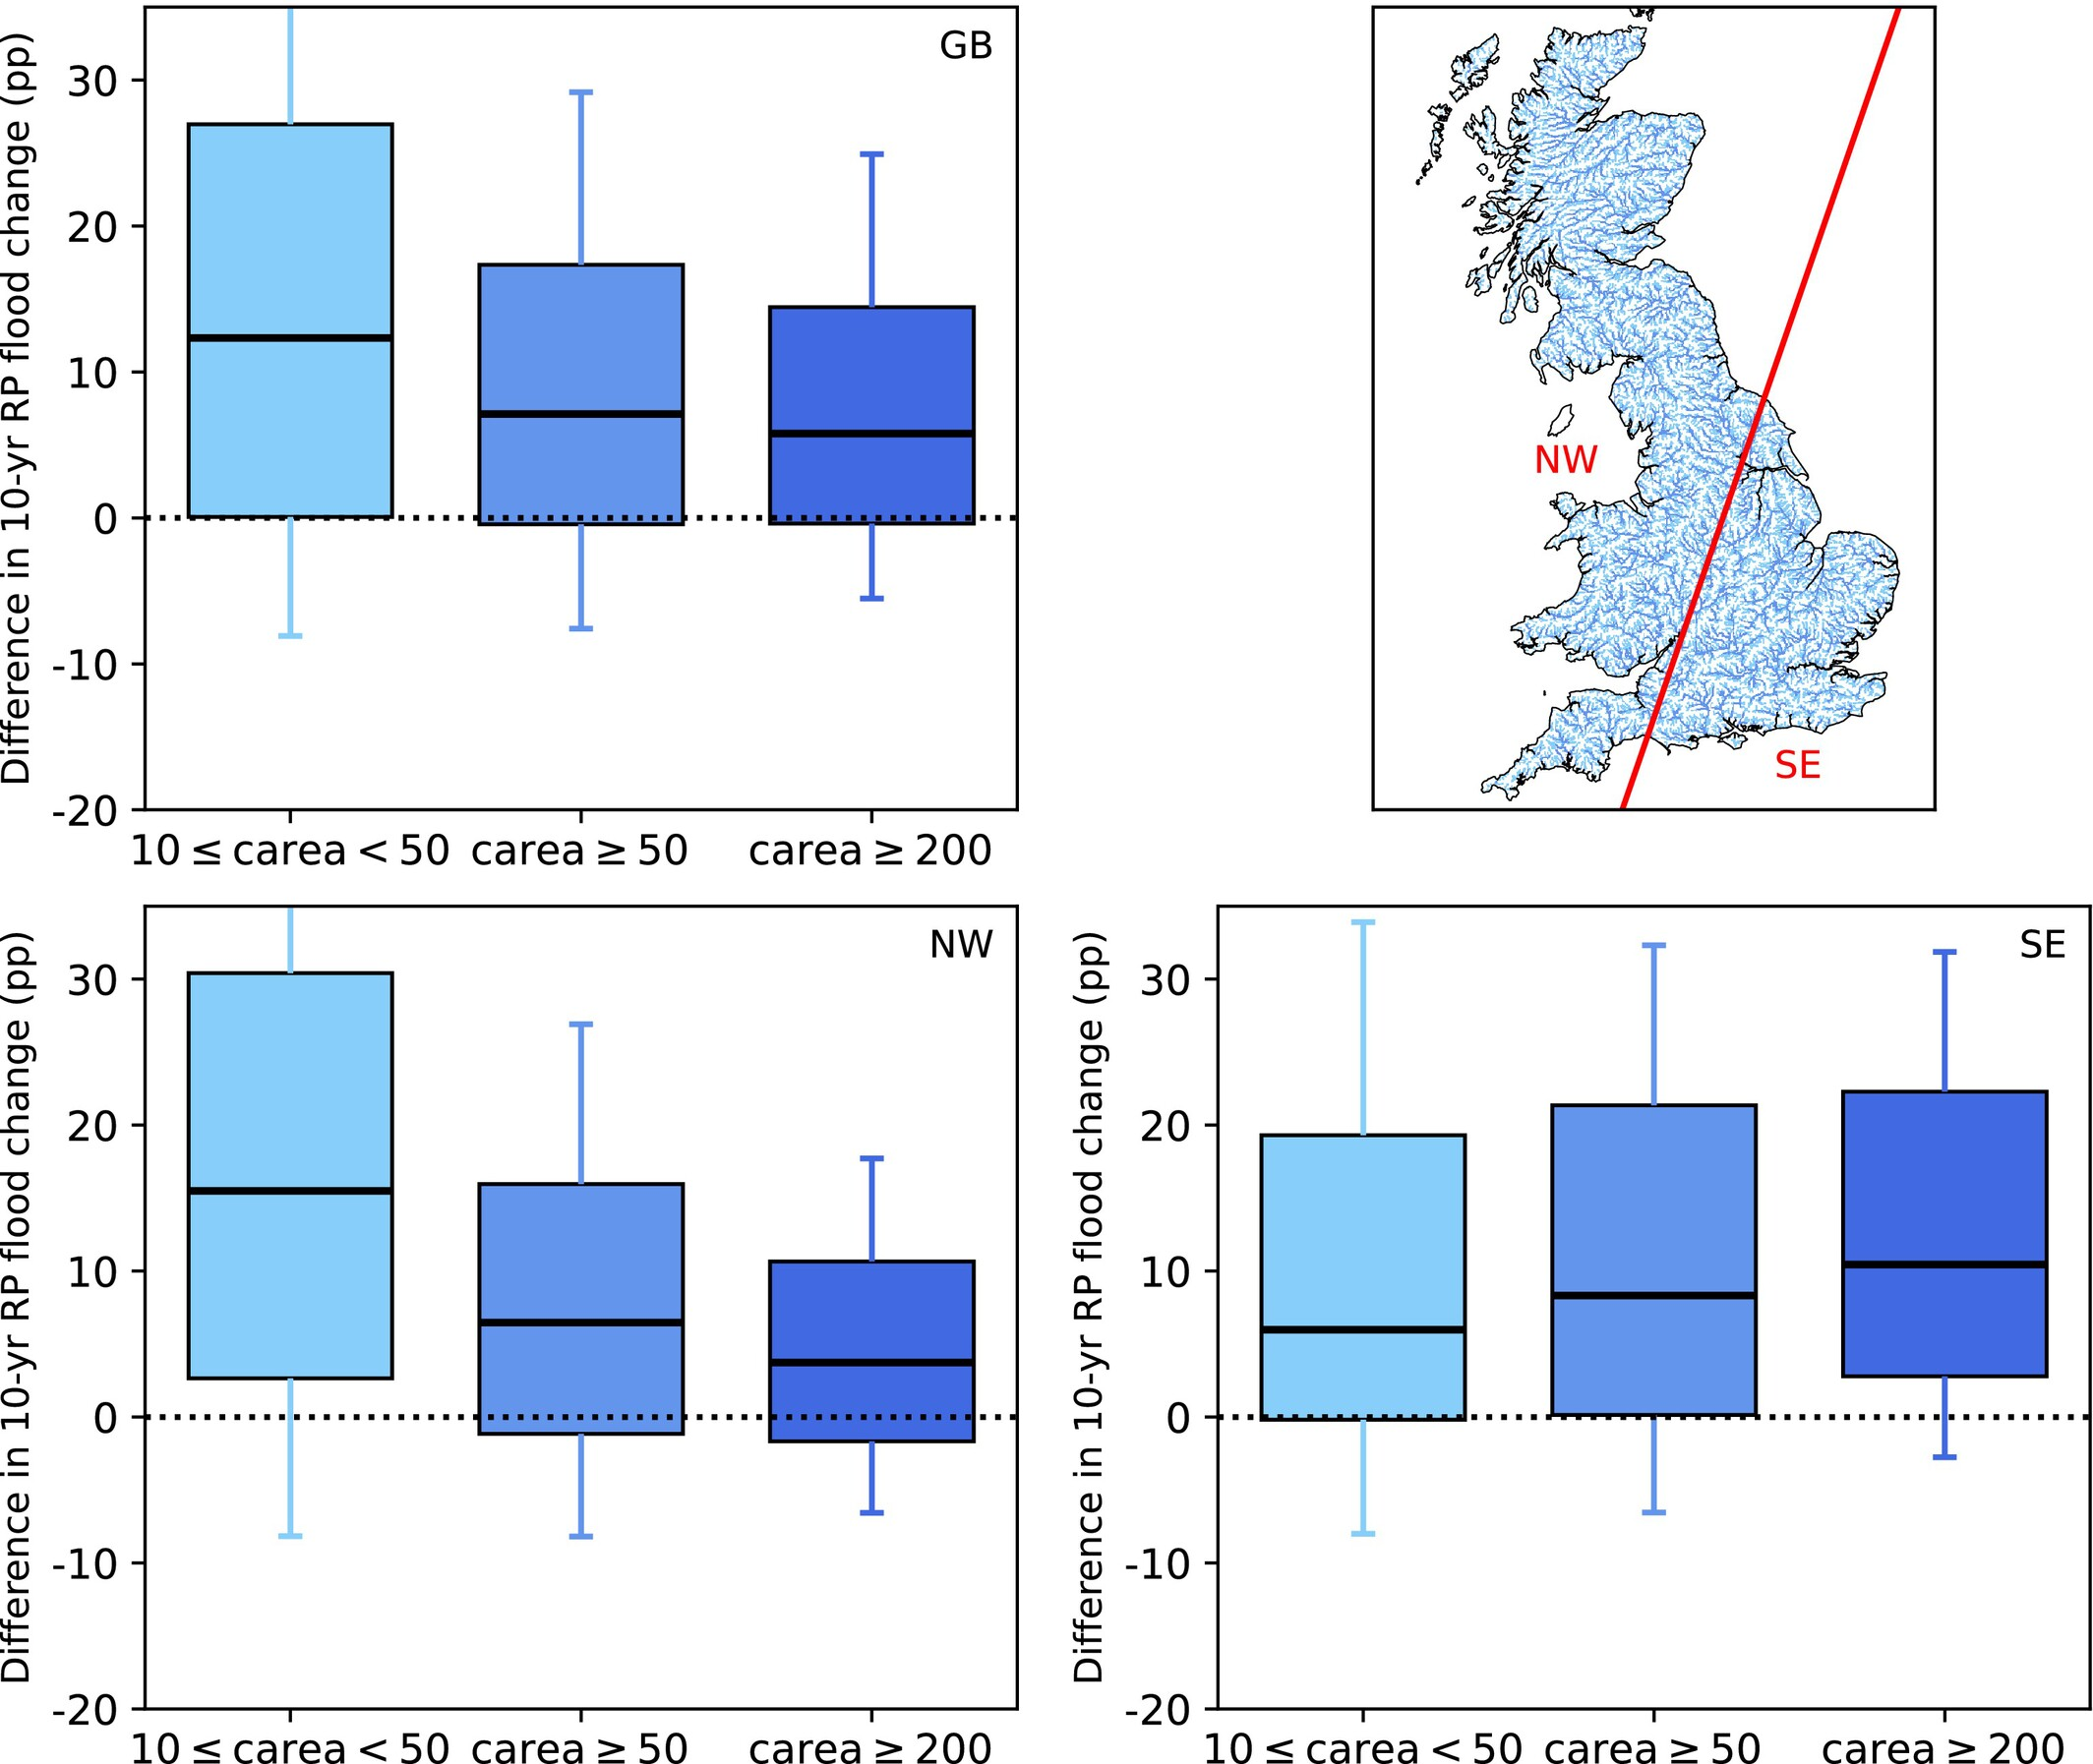 Difference in 10-yr RP flood change (pp)
GB
30
20
10
0
-10
-20
10 ≤ carea < 50 carea ≥ 50 carea ≥ 200
NW
SE
Difference in 10-yr RP flood change (pp)
NW
30
20
10
0
-10
-20
10 ≤ carea < 50 carea ≥ 50 carea ≥ 200
Difference in 10-yr RP flood change (pp)
SE
30
20
10
0
-10
-20
10 ≤ carea < 50 carea ≥ 50 carea ≥ 200